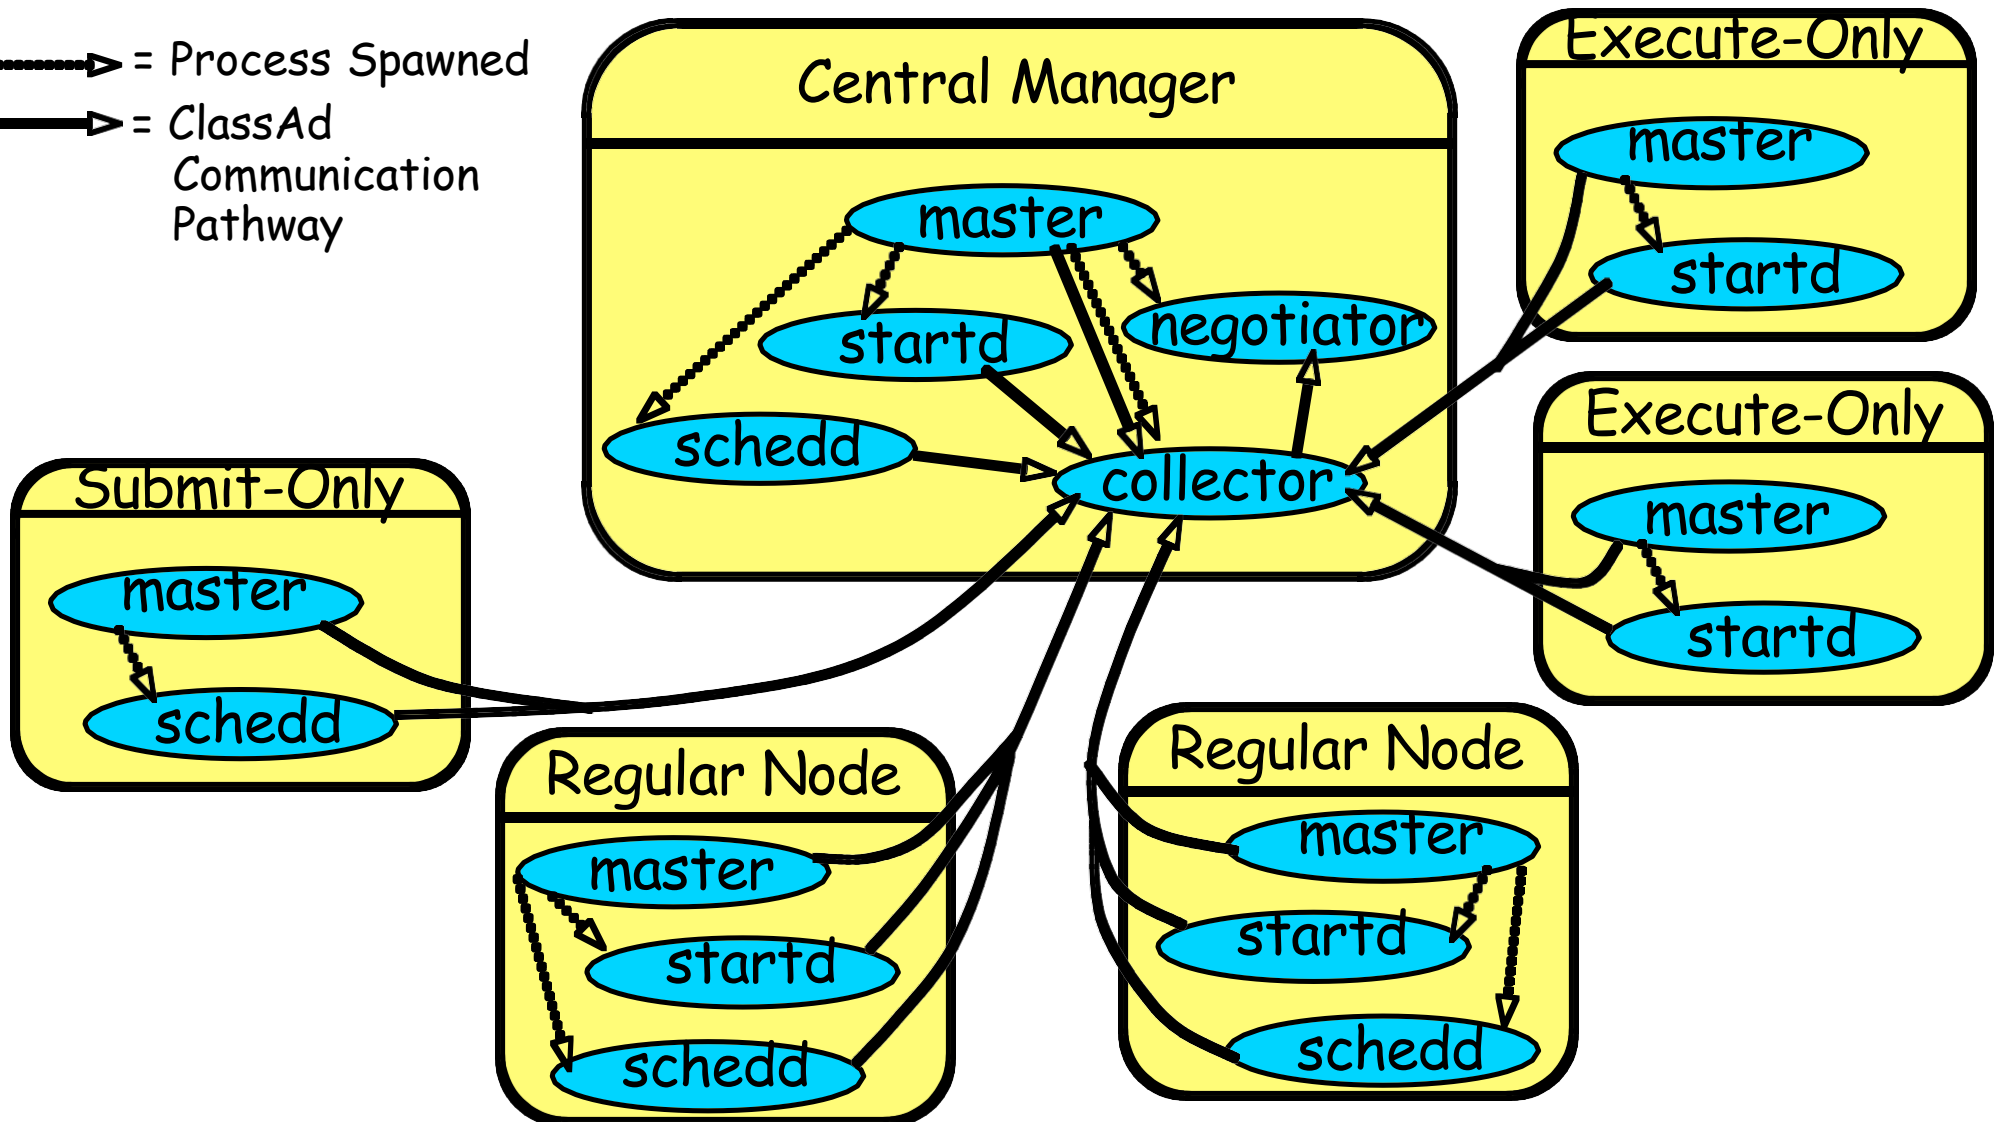 = Process Spawned
= ClassAd
Communication
Pathway
Central Manager
master
startd
negotiator
schedd
collector
Execute-Only
master
startd
Execute-Only
master
startd
Submit-Only
master
schedd
Regular Node
master
startd
schedd
Regular Node
master
startd
schedd